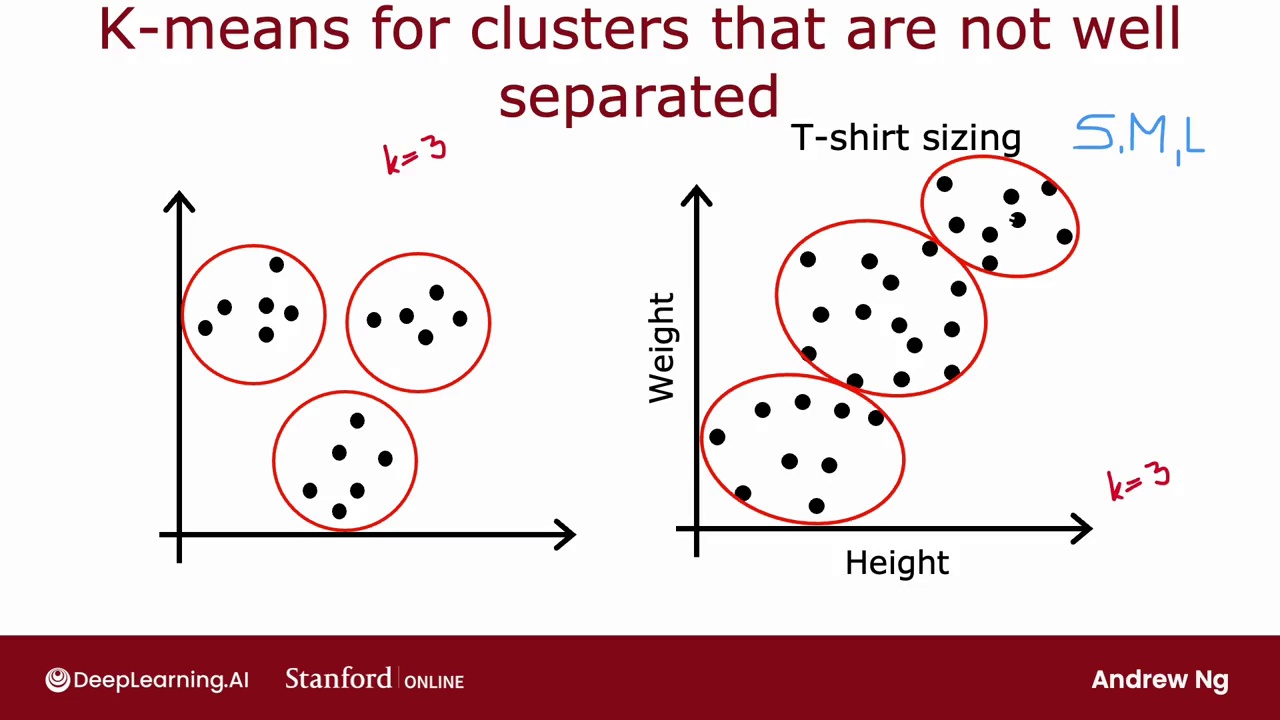 K-means for clusters that are not well
separated
k=3
T-shirt sizing
S,M,L
Weight
Height
k=3
DeepLearning.AI
Stanford ONLINE
Andrew Ng